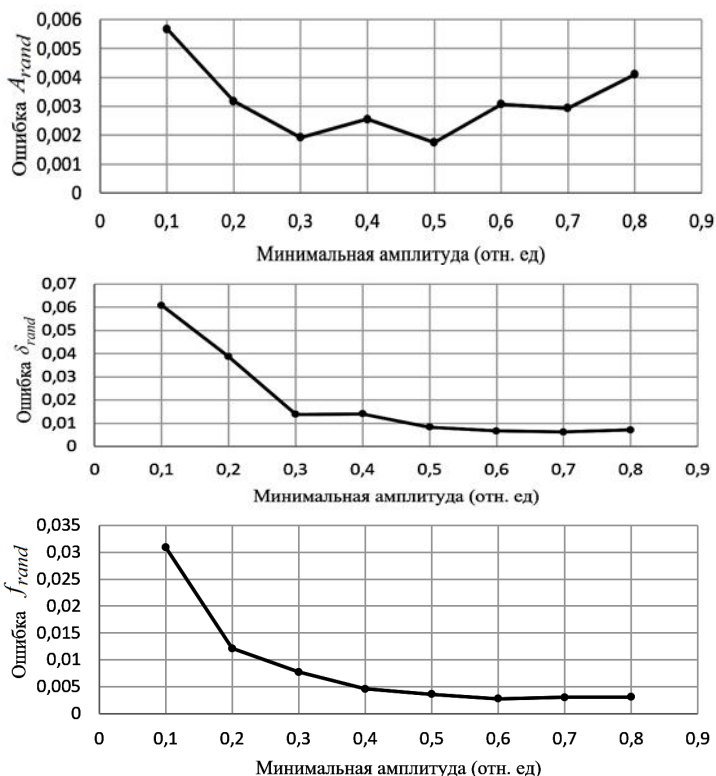 0,006
0,005
0,004
0,003
0,002
0,001
0
Ошибка A_rand
0 0,1 0,2 0,3 0,4 0,5 0,6 0,7 0,8 0,9
Минимальная амплитуда (отн. ед)
0,07
0,06
0,05
0,04
0,03
0,02
0,01
0
Ошибка δ_rand
0 0,1 0,2 0,3 0,4 0,5 0,6 0,7 0,8 0,9
Минимальная амплитуда (отн. ед)
0,035
0,03
0,025
0,02
0,015
0,01
0,005
0
Ошибка f_rand
0 0,1 0,2 0,3 0,4 0,5 0,6 0,7 0,8 0,9
Минимальная амплитуда (отн. ед)